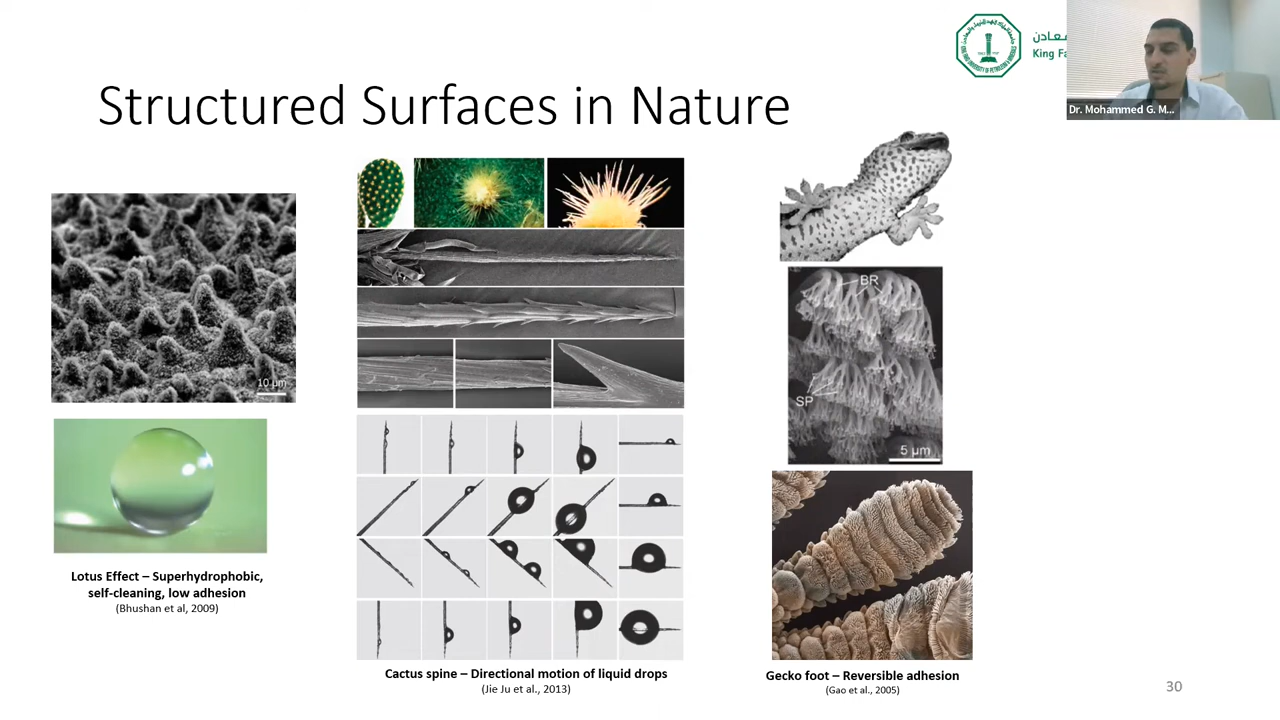 معادن
King Fa
Dr. Mohammed G. M...
Structured Surfaces in Nature
10 μm
Lotus Effect – Superhydrophobic,
self-cleaning, low adhesion
(Bhushan et al, 2009)
Cactus spine – Directional motion of liquid drops
(Jie Ju et al., 2013)
BR
SP
5 μm
Gecko foot – Reversible adhesion
(Gao et al., 2005)
30